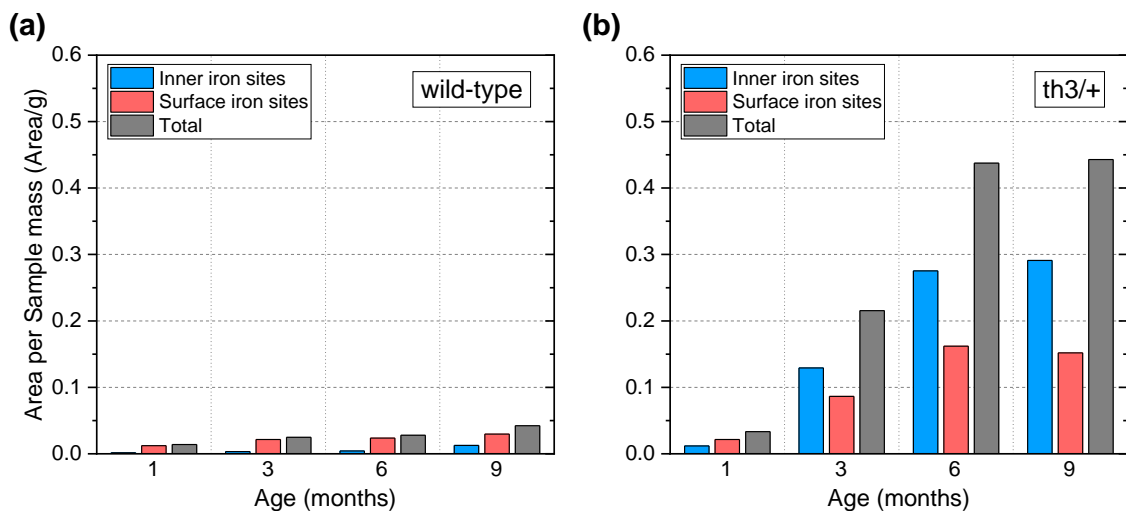 (a)
Area per Sample mass (Area/g)
0.6
0.5
0.4
0.3
0.2
0.1
0.0
Inner iron sites
Surface iron sites
Total
wild-type
1 3 6 9
Age (months)
(b)
0.6
0.5
0.4
0.3
0.2
0.1
0.0
Inner iron sites
Surface iron sites
Total
th3/+
1 3 6 9
Age (months)